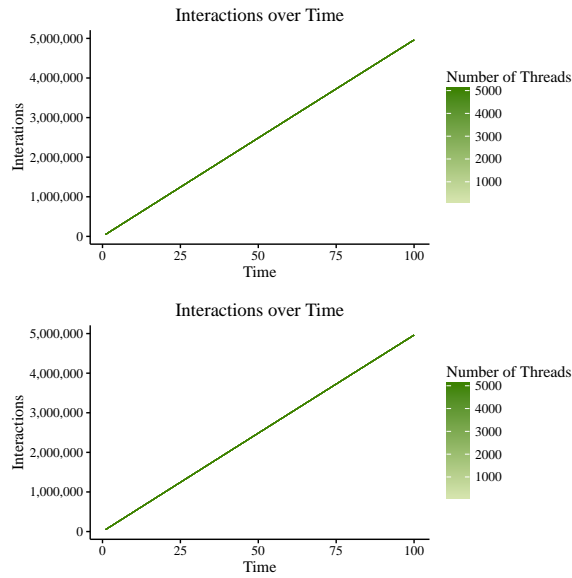 Interactions over Time
5,000,000
4,000,000
3,000,000
2,000,000
1,000,000
0
Interations
0 25 50 75 100
Time
Number of Threads
5000
4000
3000
2000
1000
Interactions over Time
5,000,000
4,000,000
3,000,000
2,000,000
1,000,000
0
Interactions
0 25 50 75 100
Time
Number of Threads
5000
4000
3000
2000
1000